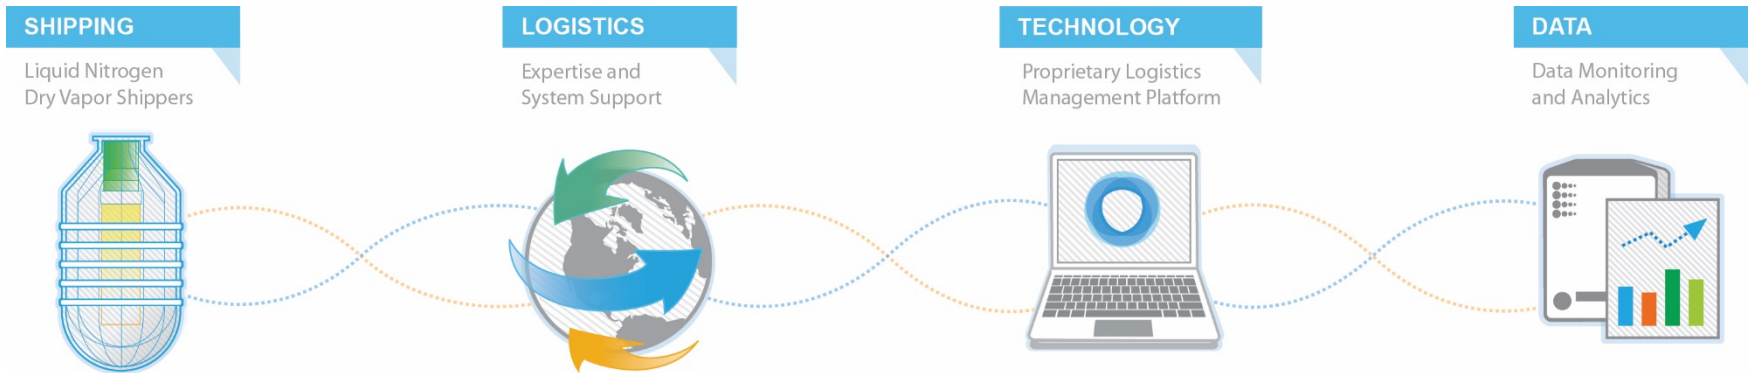 SHIPPING
Liquid Nitrogen
Dry Vapor Shippers
LOGISTICS
Expertise and
System Support
TECHNOLOGY
Proprietary Logistics
Management Platform
DATA
Data Monitoring
and Analytics